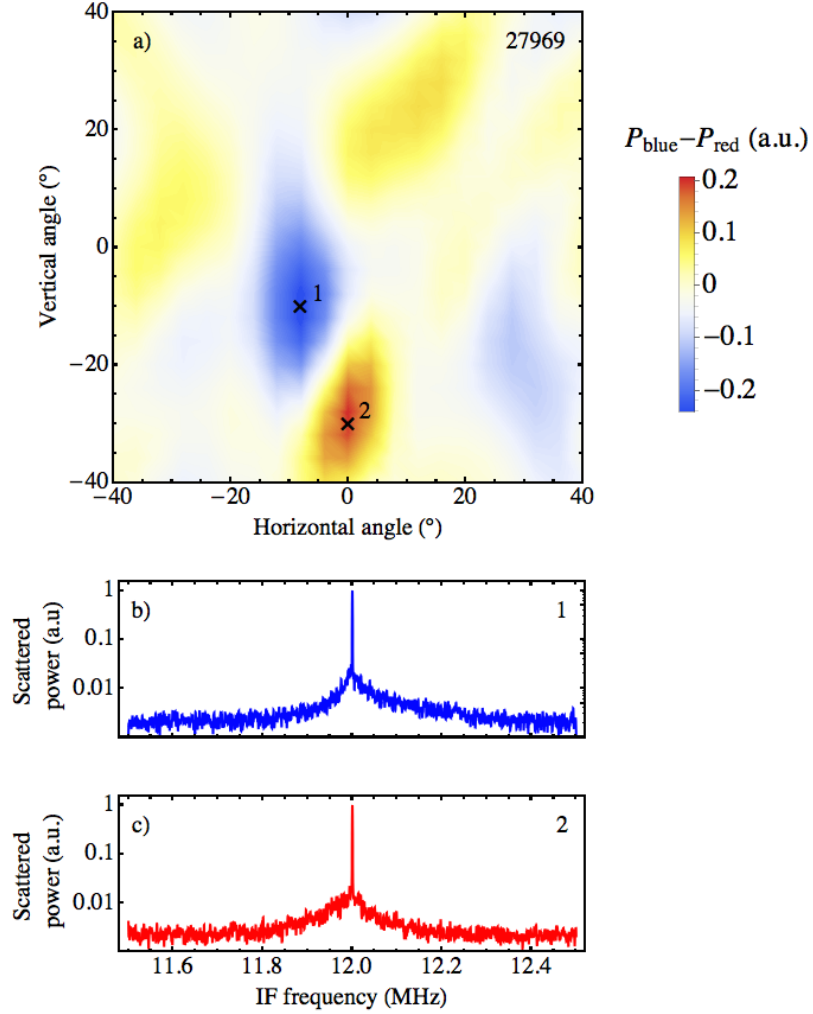 a) 27969
40
20
0
−20
−40
Vertical angle (°)
1
2
−40 −20 0 20 40
Horizontal angle (°)
Pblue−Pred (a.u.)
0.2
0.1
0
−0.1
−0.2
b) 1
1
0.1
0.01
Scattered
power (a.u)
c) 2
1
0.1
0.01
Scattered
power (a.u.)
11.6 11.8 12.0 12.2 12.4
IF frequency (MHz)